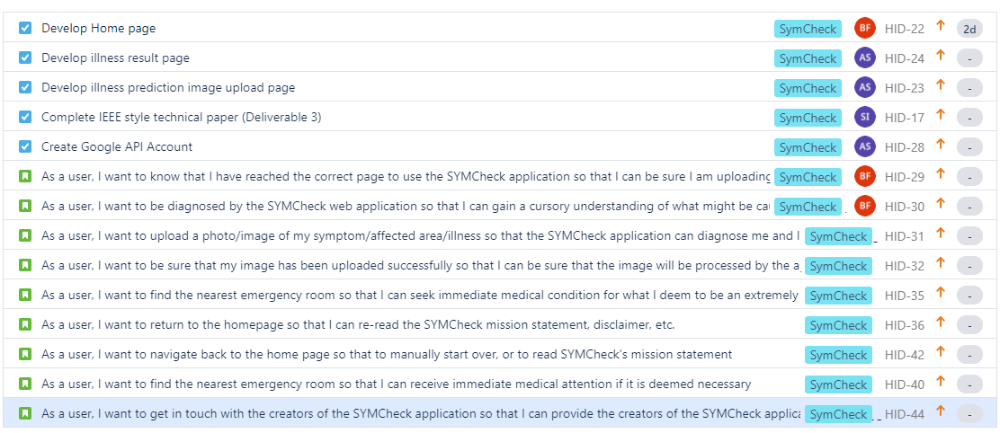 Develop Home page SymCheck BF HID-22 2d
Develop illness result page SymCheck AS HID-24 -
Develop illness prediction image upload page SymCheck AS HID-23 -
Complete IEEE style technical paper (Deliverable 3) SymCheck SI HID-17 -
Create Google API Account SymCheck AS HID-28 -
As a user, I want to know that I have reached the correct page to use the SYMCheck application so that I can be sure I am uploading SymCheck BF HID-29 -
As a user, I want to be diagnosed by the SYMCheck web application so that I can gain a cursory understanding of what might be cau SymCheck BF HID-30 -
As a user, I want to upload a photo/image of my symptom/affected area/illness so that the SYMCheck application can diagnose me and I SymCheck HID-31 -
As a user, I want to be sure that my image has been uploaded successfully so that I can be sure that the image will be processed by the a SymCheck HID-32 -
As a user, I want to find the nearest emergency room so that I can seek immediate medical condition for what I deem to be an extremely SymCheck HID-35 -
As a user, I want to return to the homepage so that I can re-read the SYMCheck mission statement, disclaimer, etc. SymCheck HID-36 -
As a user, I want to navigate back to the home page so that to manually start over, or to read SYMCheck's mission statement SymCheck HID-42 -
As a user, I want to find the nearest emergency room so that I can receive immediate medical attention if it is deemed necessary SymCheck HID-40 -
As a user, I want to get in touch with the creators of the SYMCheck application so that I can provide the creators of the SYMCheck applica SymCheck HID-44 -